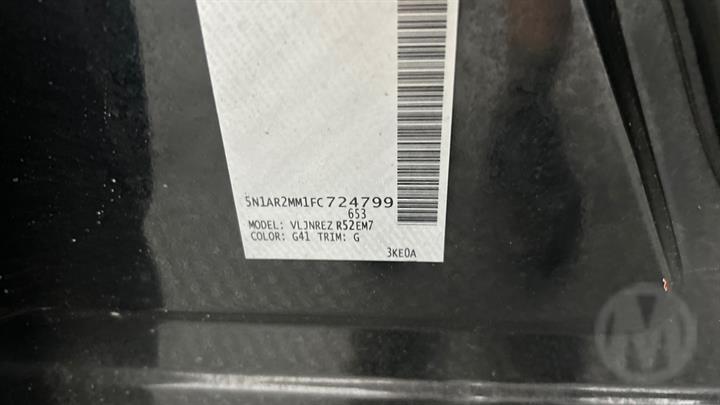 5N1AR2MM1FC724799
653
MODEL: VLJNREZ R52EM7
COLOR: G41 TRIM: G
3KE0A
M